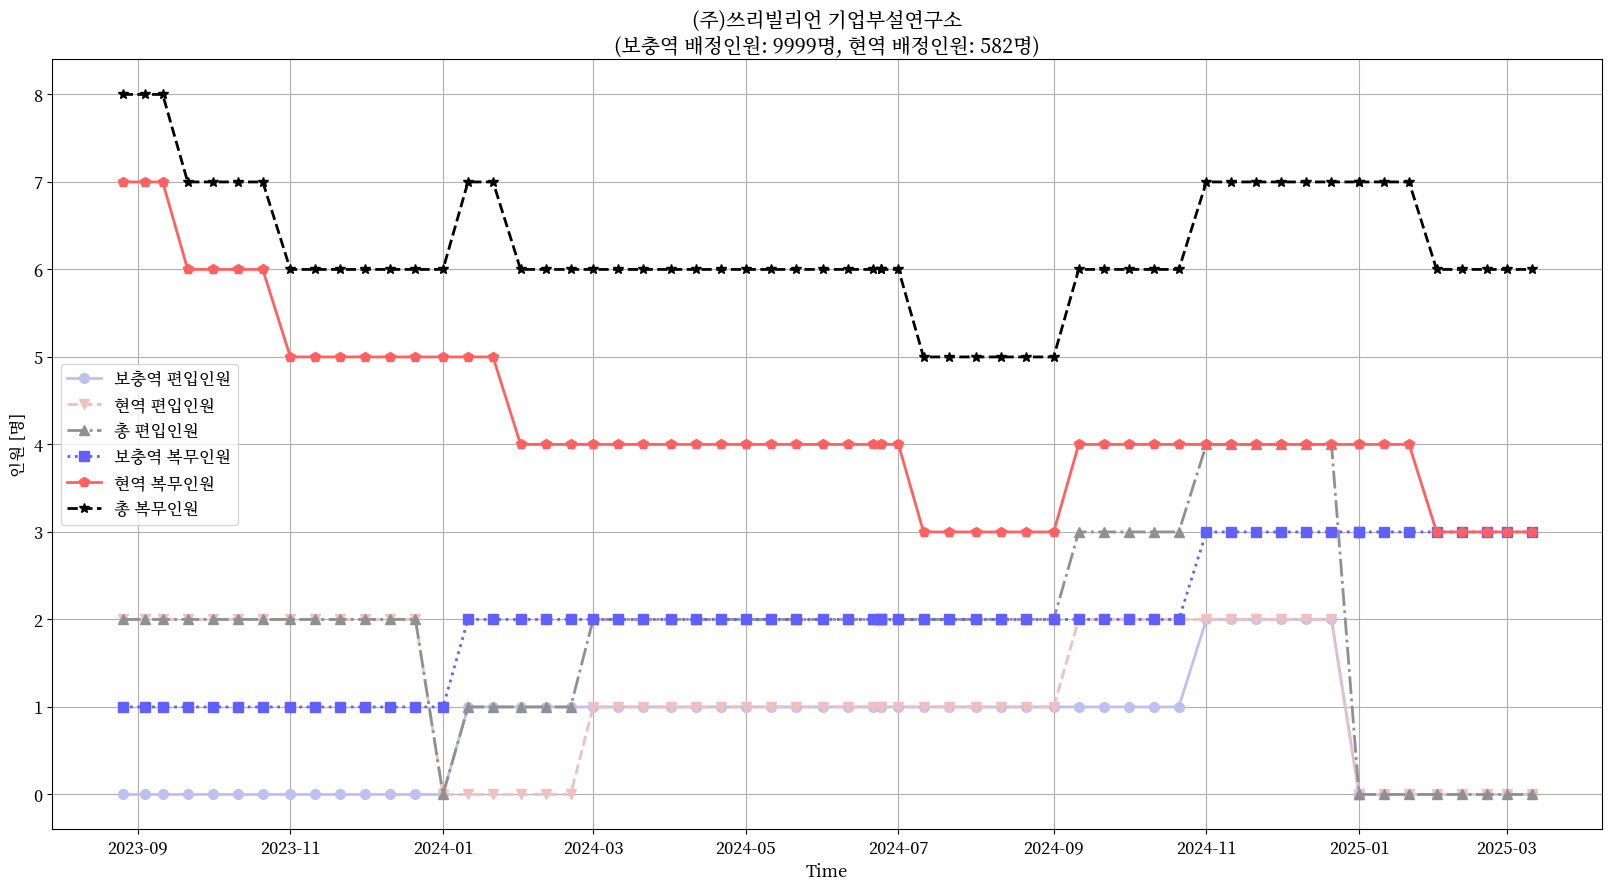 (주)쓰리빌리언 기업부설연구소
(보충역 배정인원: 9999명, 현역 배정인원: 582명)
인원 [명]
8
7
6
5
4
3
2
1
0
보충역 편입인원
현역 편입인원
총 편입인원
보충역 복무인원
현역 복무인원
총 복무인원
2023-09 2023-11 2024-01 2024-03 2024-05 2024-07 2024-09 2024-11 2025-01 2025-03
Time